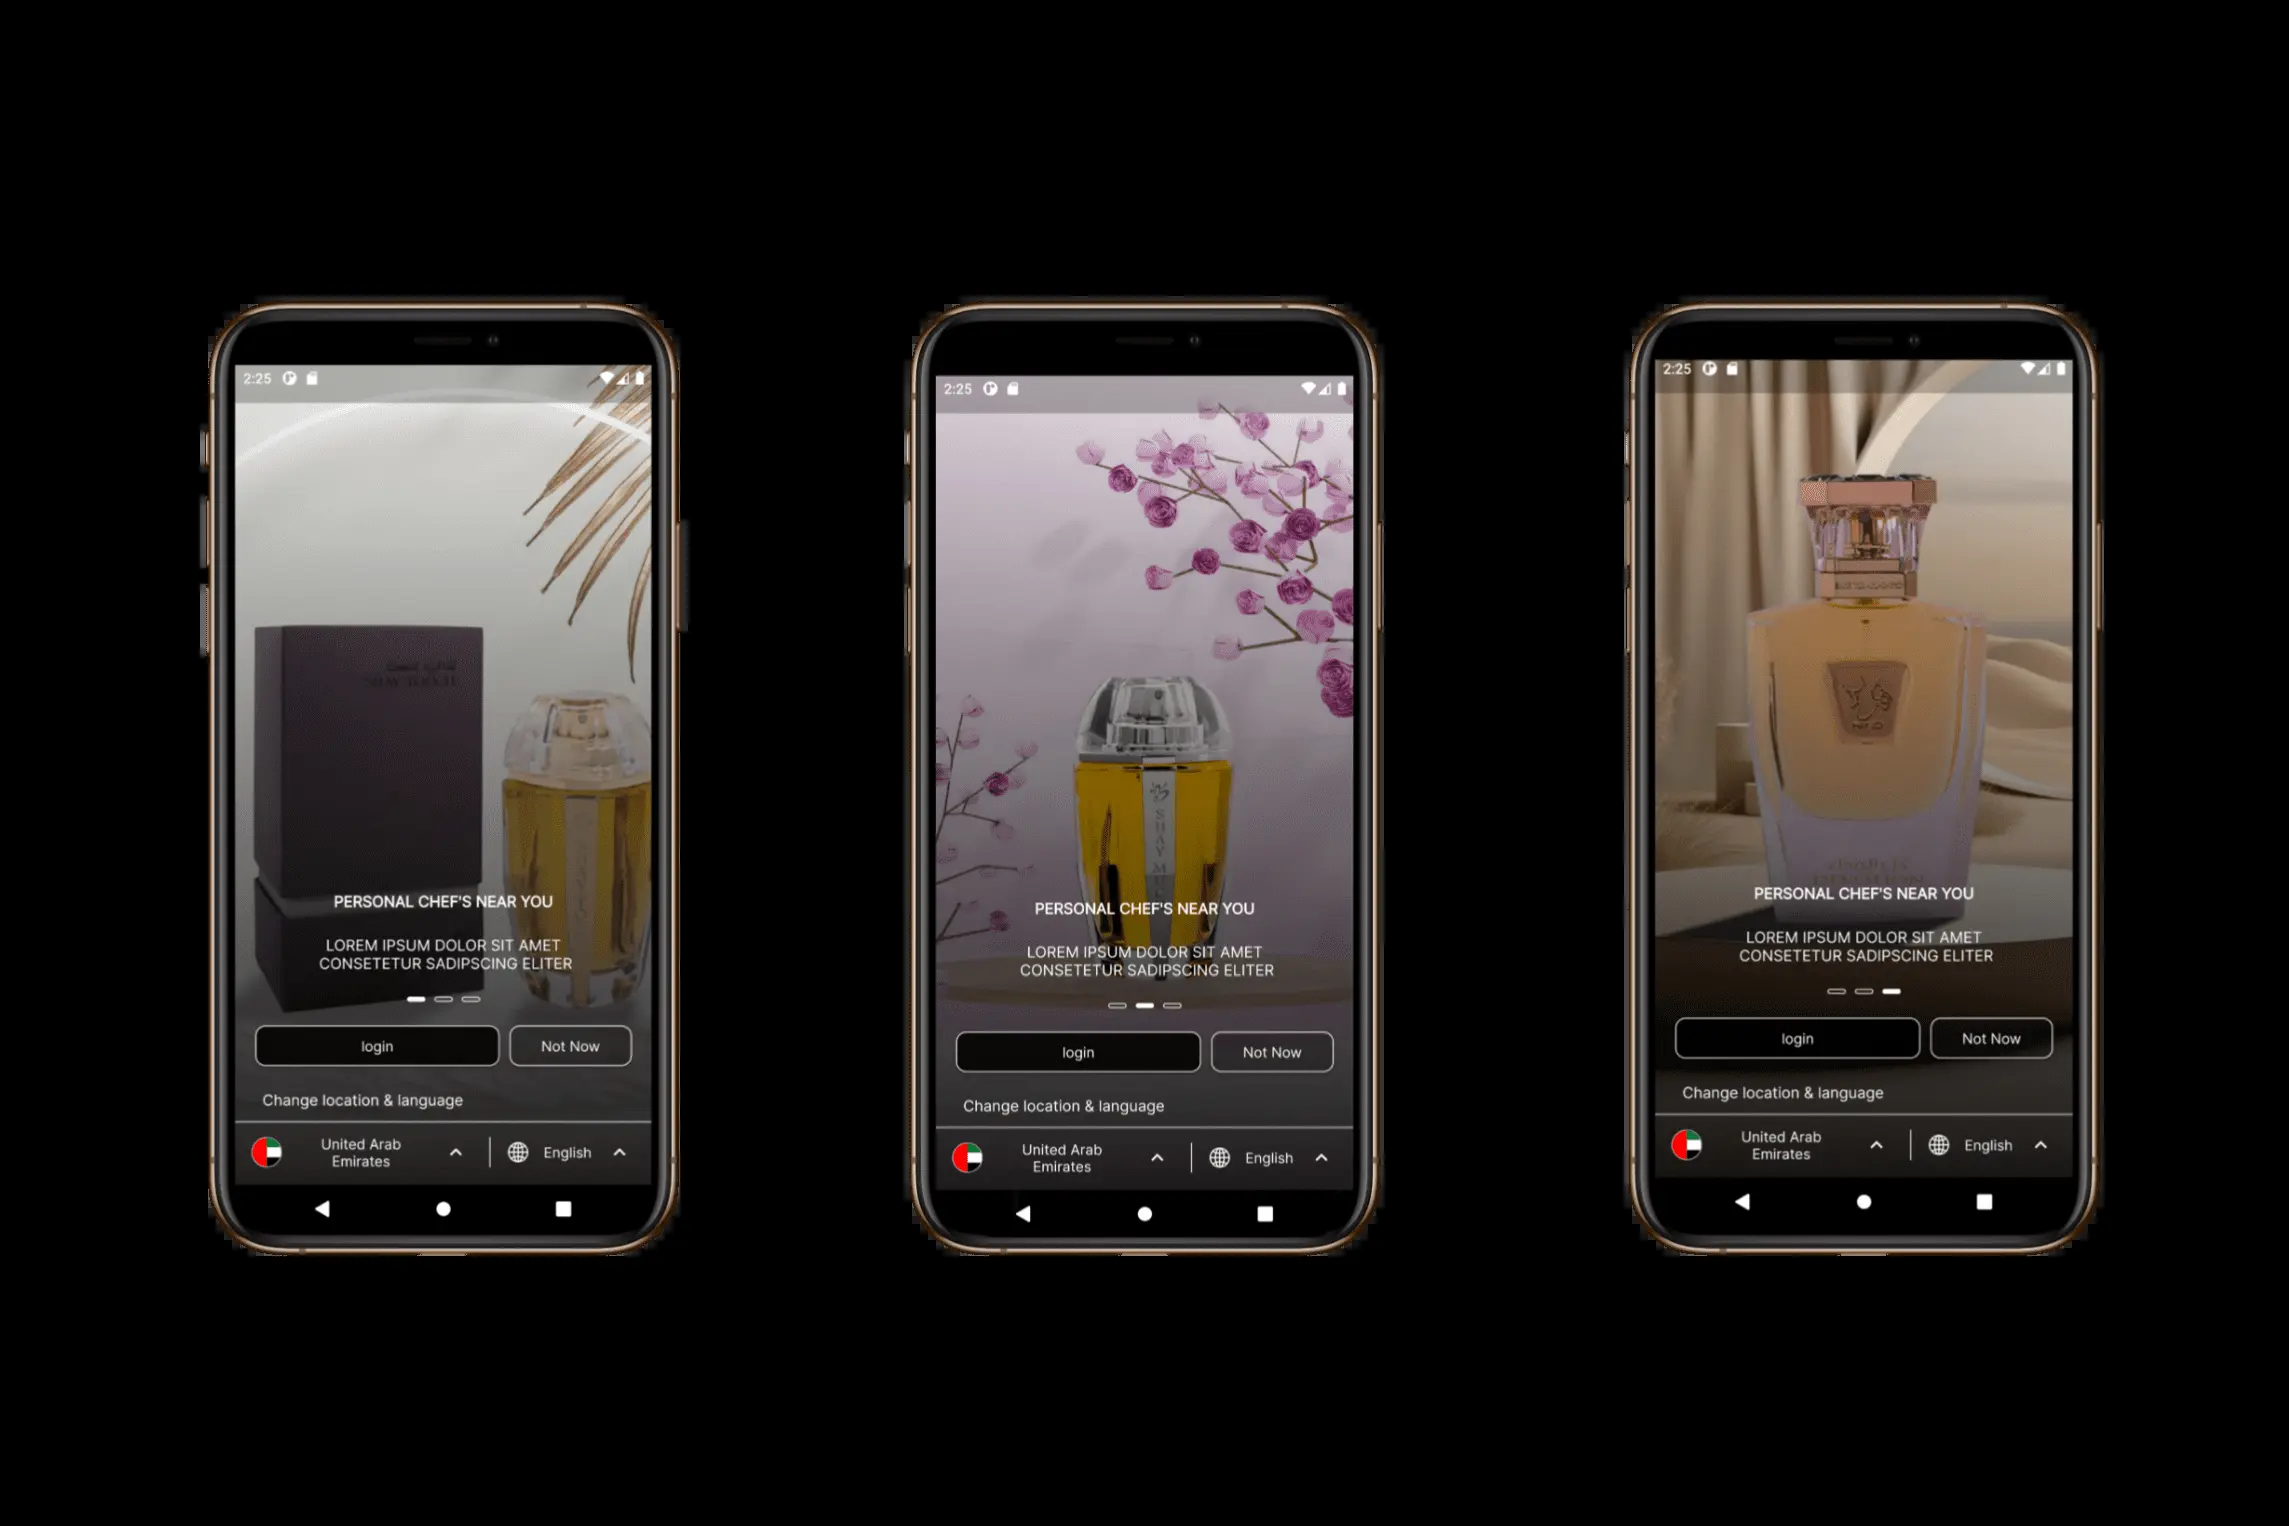 2:25
PERSONAL CHEF'S NEAR YOU
LOREM IPSUM DOLOR SIT AMET
CONSETETUR SADIPSCING ELITER
login
Not Now
Change location & language
United Arab
Emirates
English
2:25
SHAY
PERSONAL CHEF'S NEAR YOU
LOREM IPSUM DOLOR SIT AMET
CONSETETUR SADIPSCING ELITER
login
Not Now
Change location & language
United Arab
Emirates
English
2:25
PERSONAL CHEF'S NEAR YOU
LOREM IPSUM DOLOR SIT AMET
CONSETETUR SADIPSCING ELITER
login
Not Now
Change location & language
United Arab
Emirates
English